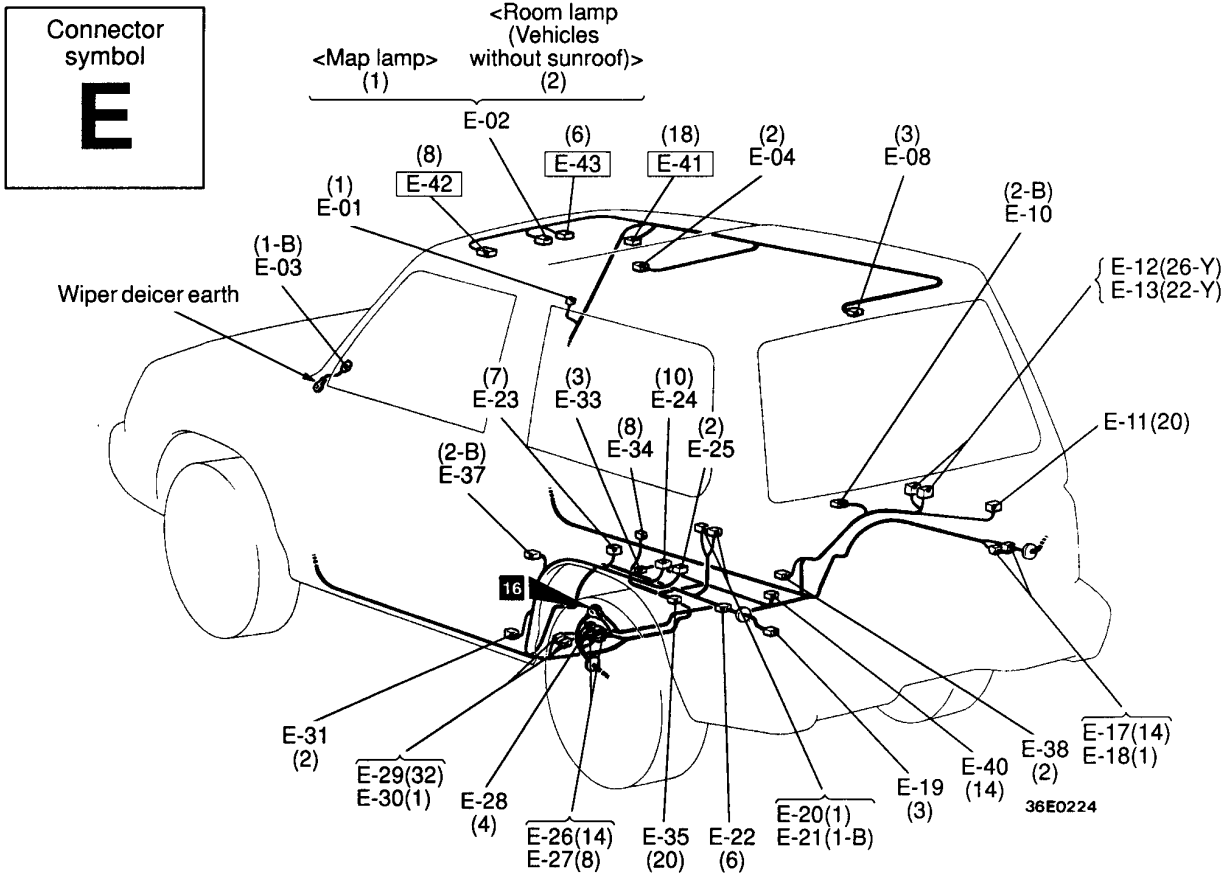 Connector
symbol
E
<Room lamp
(Vehicles
without sunroof)>
(2)
<Map lamp>
(1)
E-02
(8)
E-42
(6)
E-43
(18)
E-41
(2)
E-04
(3)
E-08
(1)
E-01
(2-B)
E-10
(1-B)
E-03
E-12(26-Y)
E-13(22-Y)
Wiper deicer earth
(7)
E-23
(3)
E-33
(10)
E-24
(8)
E-34
(2)
E-25
E-11(20)
(2-B)
E-37
16
E-31
(2)
E-29(32)
E-30(1)
E-28
(4)
E-26(14)
E-27(8)
E-35
(20)
E-22
(6)
E-20(1)
E-21(1-B)
E-19
(3)
E-40
(14)
E-38
(2)
E-17(14)
E-18(1)
36E0224